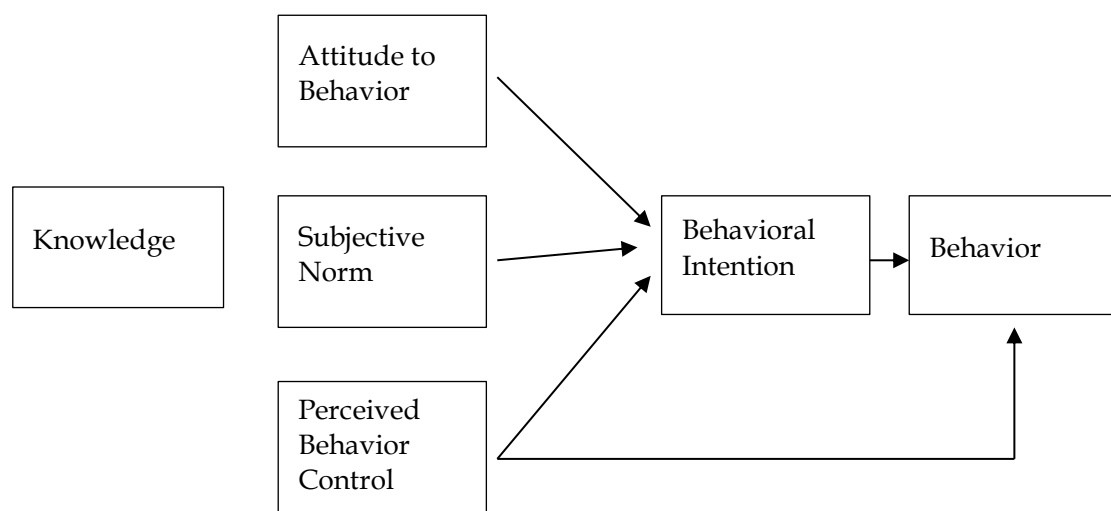 Attitude to
Behavior
Knowledge
Subjective
Norm
Behavioral
Intention
Behavior
Perceived
Behavior
Control